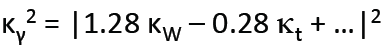 κγ² = |1.28 κW – 0.28 κt + …|²